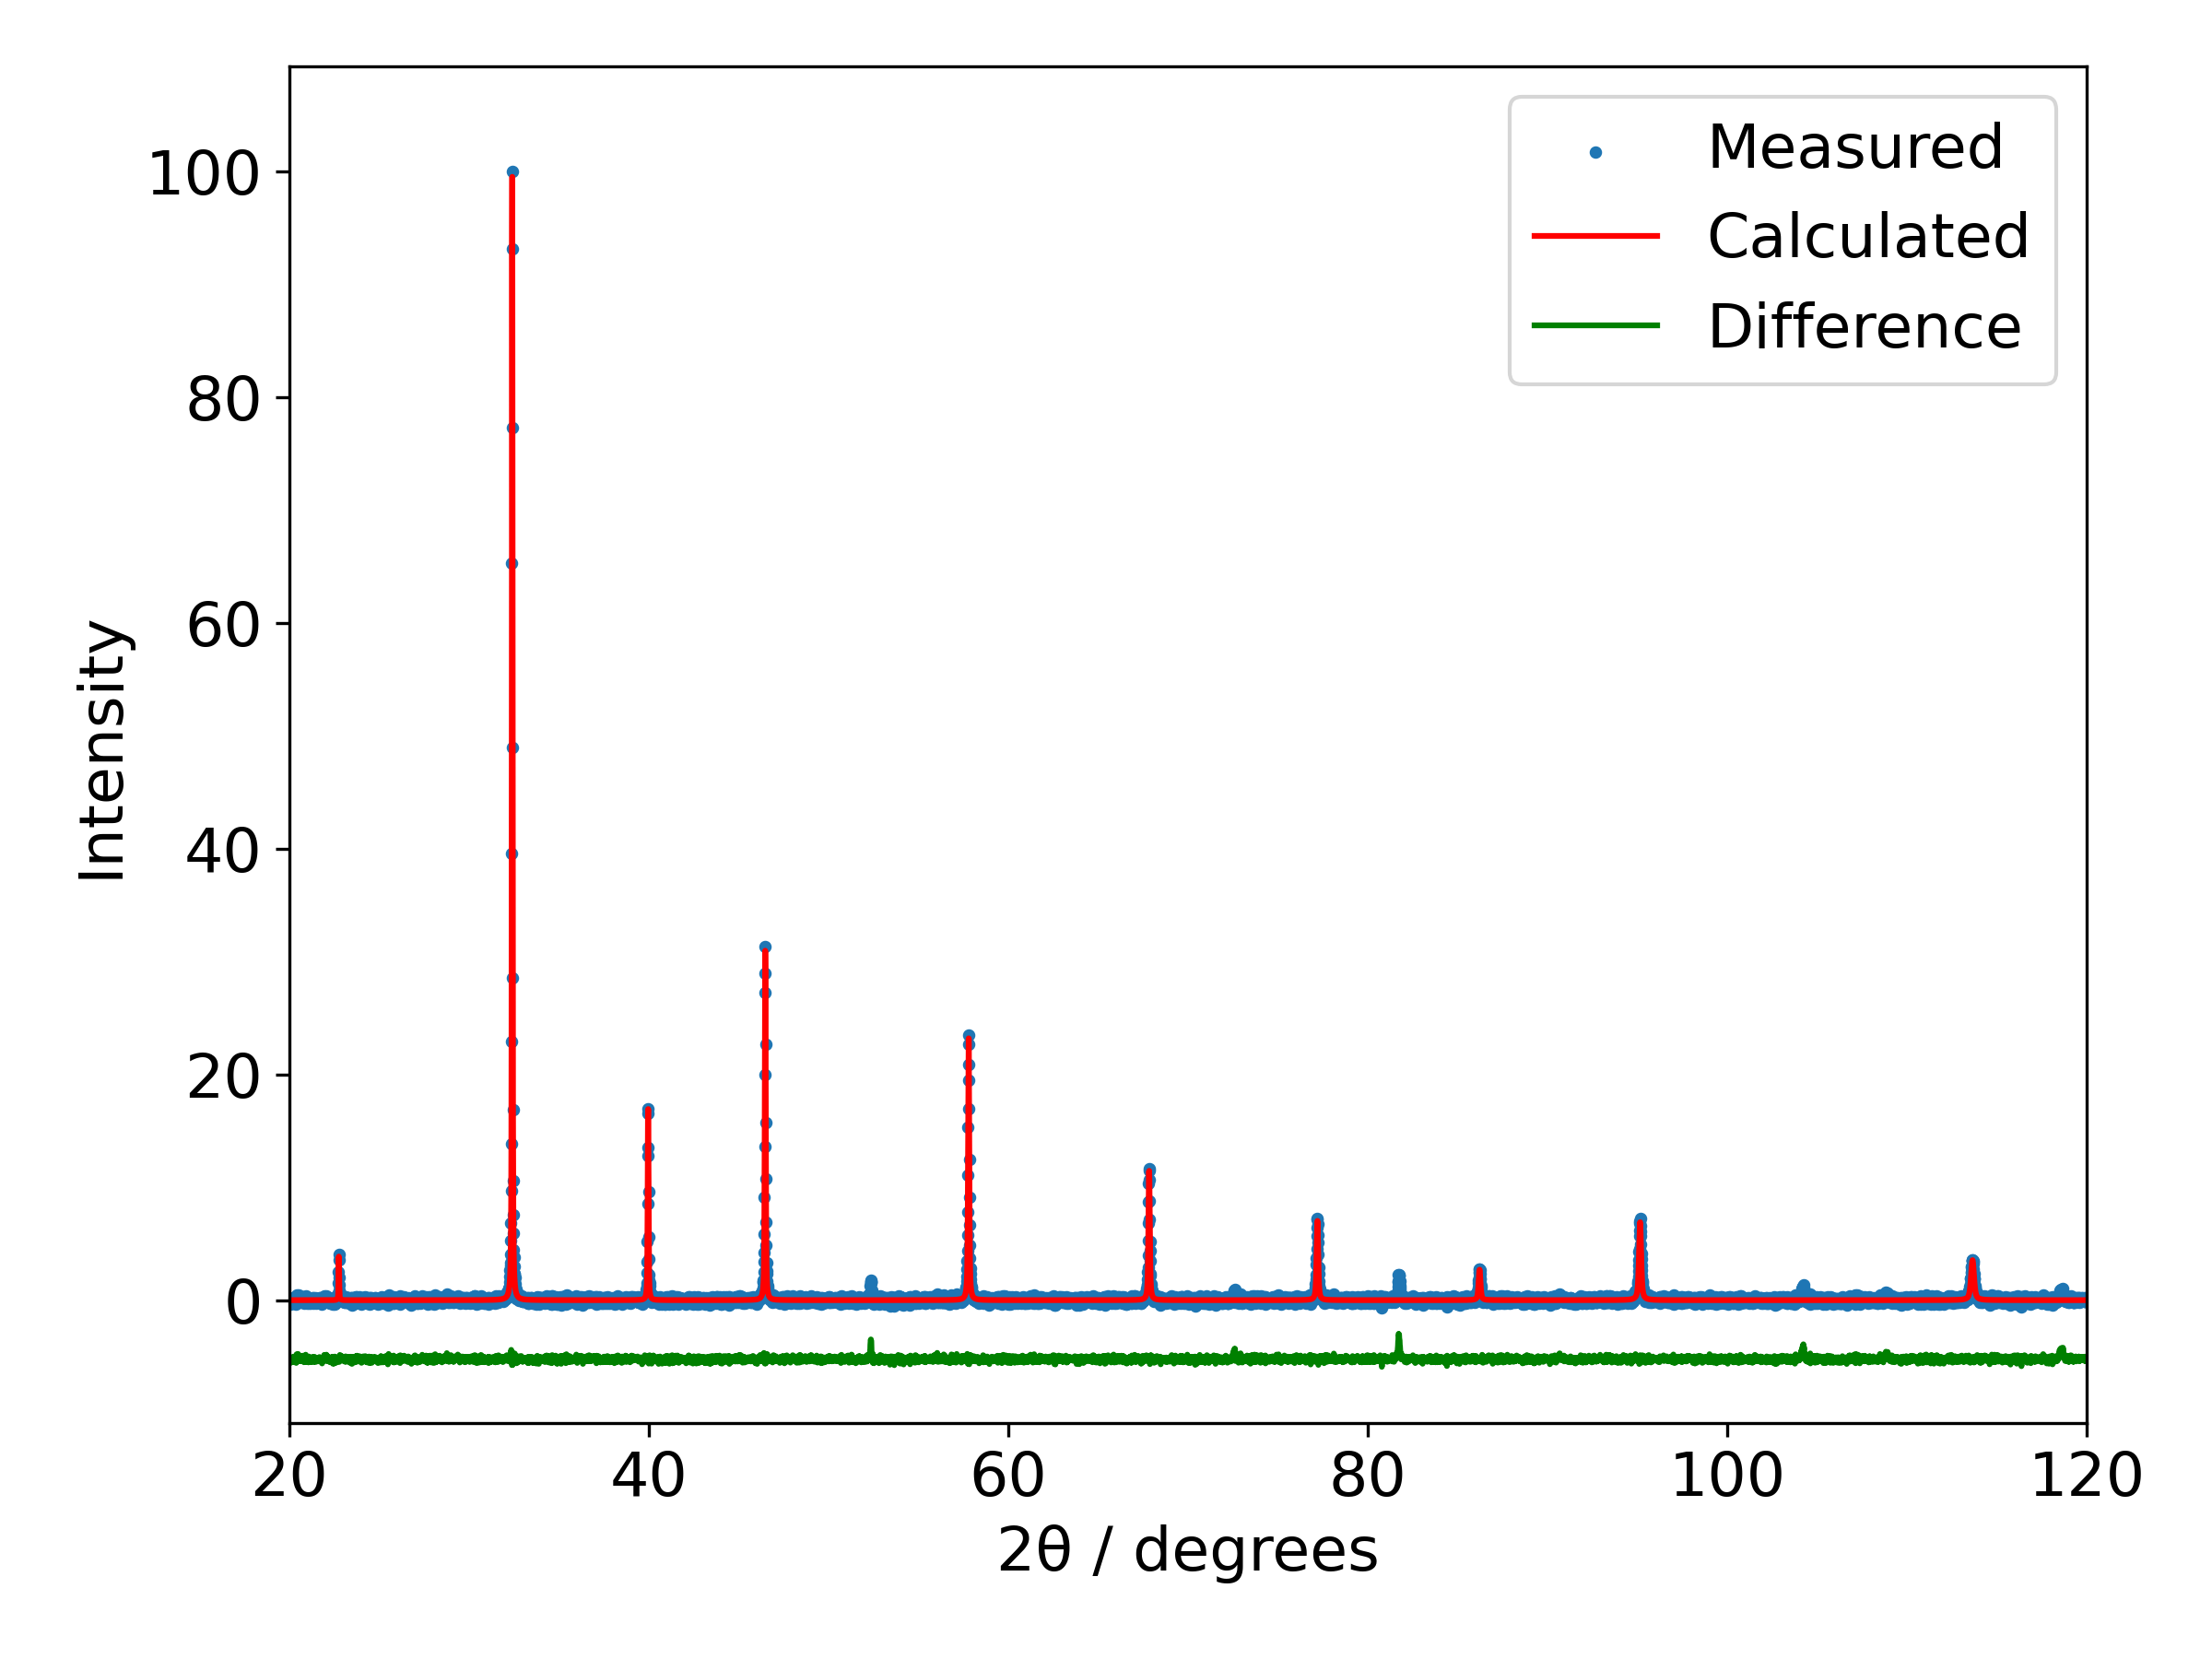 Measured
Calculated
Difference
100
80
60
40
20
0
Intensity
20 40 60 80 100 120
2θ / degrees